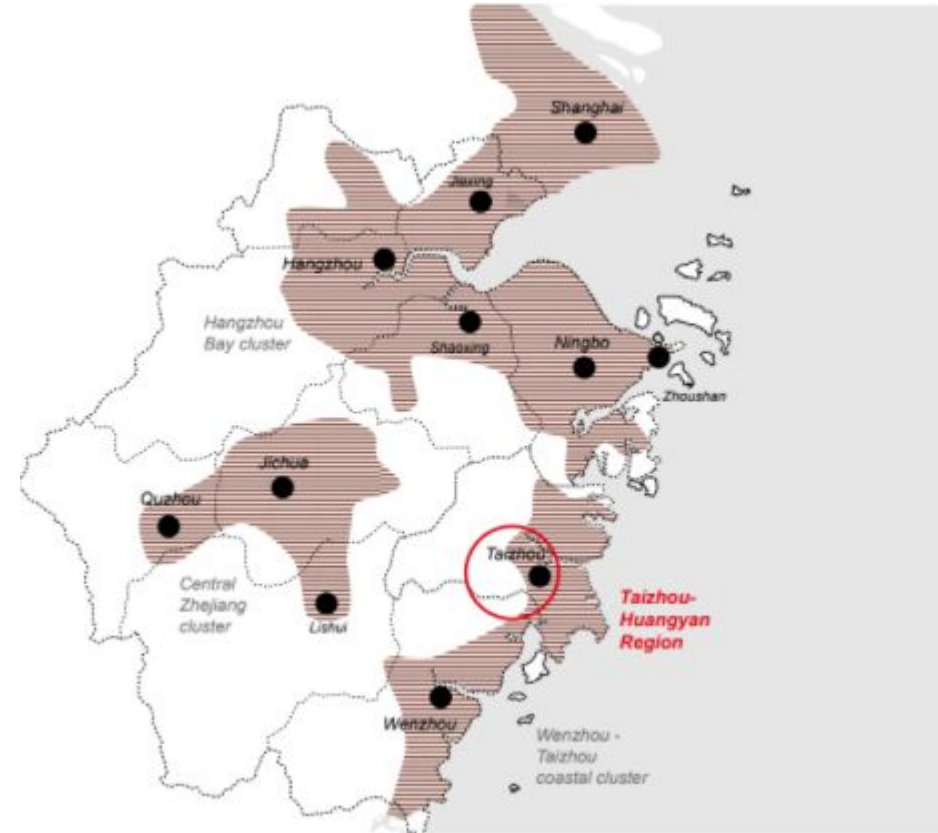 Shanghai
Jiaxing
Hangzhou
Hangzhou
Bay cluster
Shaoxing
Ningbo
Zhoushan
Jichua
Quzhou
Taizhou
Central
Zhejiang
cluster
Lishui
Taizhou-
Huangyan
Region
Wenzhou
Wenzhou -
Taizhou
coastal cluster